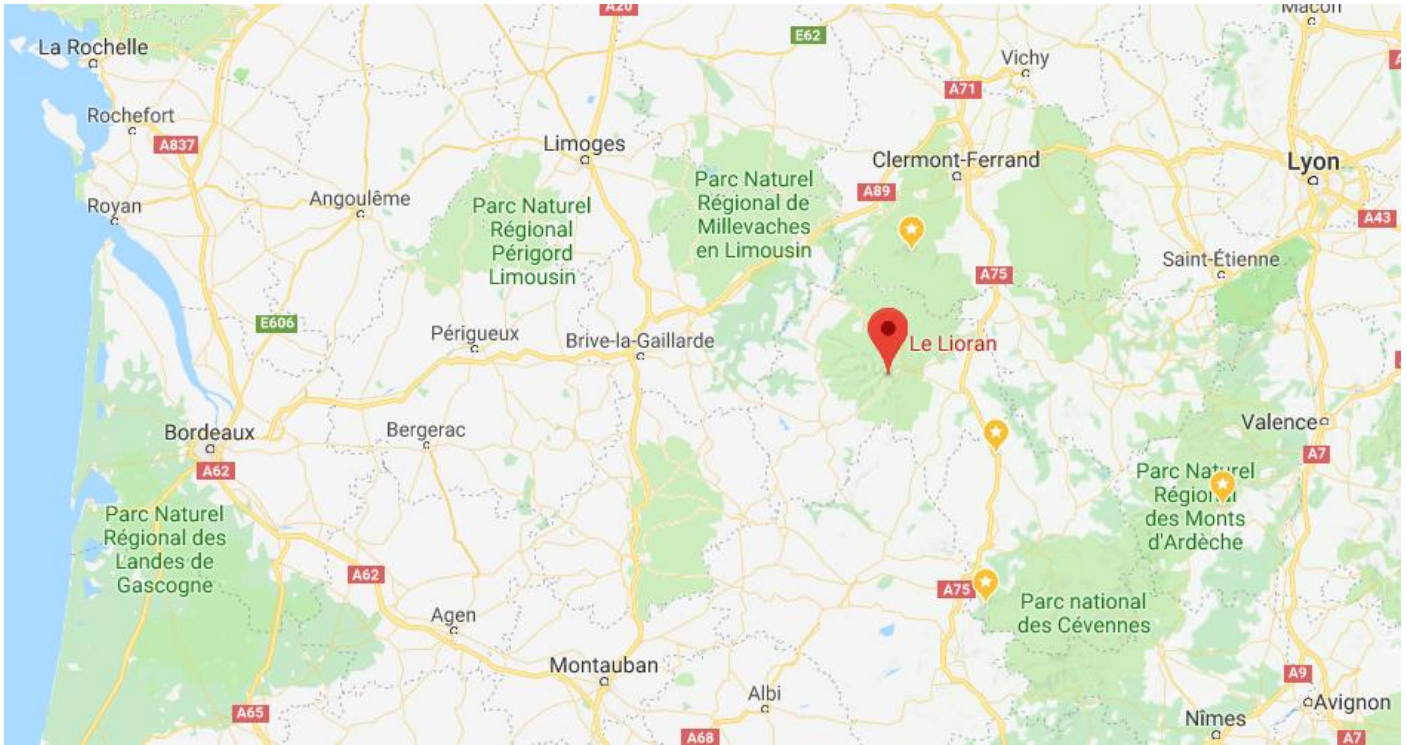 A20
Macon
E62
La Rochelle
Vichy
A71
Rochefort
A837
Limoges
Clermont-Ferrand
Lyon
A89
Parc Naturel
Régional de
Millevaches
en Limousin
Angoulême
Parc Naturel
Régional
Périgord
Limousin
Royan
A43
Saint-Étienne
A75
E606
Périgueux
Brive-la-Gaillarde
Le Lioran
Bordeaux
Bergerac
Valence
A62
A7
Parc Naturel
Régional
des Monts
d'Ardèche
Parc Naturel
Régional des
Landes de
Gascogne
A62
A75
Parc national
des Cévennes
Agen
Montauban
Albi
A9
Avignon
A65
Nîmes
A68
A7